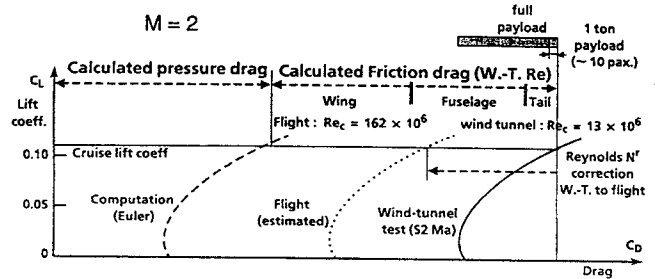 M = 2
full
payload
1 ton
payload
(~ 10 pax.)
Calculated pressure drag
Calculated Friction drag (W.-T. Re)
CL
Lift
coeff.
Wing
Fuselage
Tail
Flight : Rec = 162 × 10⁶
wind tunnel : Rec = 13 × 10⁶
Cruise lift coeff
0.10
Reynolds Nʳ
correction
W.-T. to flight
Computation
(Euler)
Flight
(estimated)
Wind-tunnel
test (S2 Ma)
0.05
0
CD
Drag